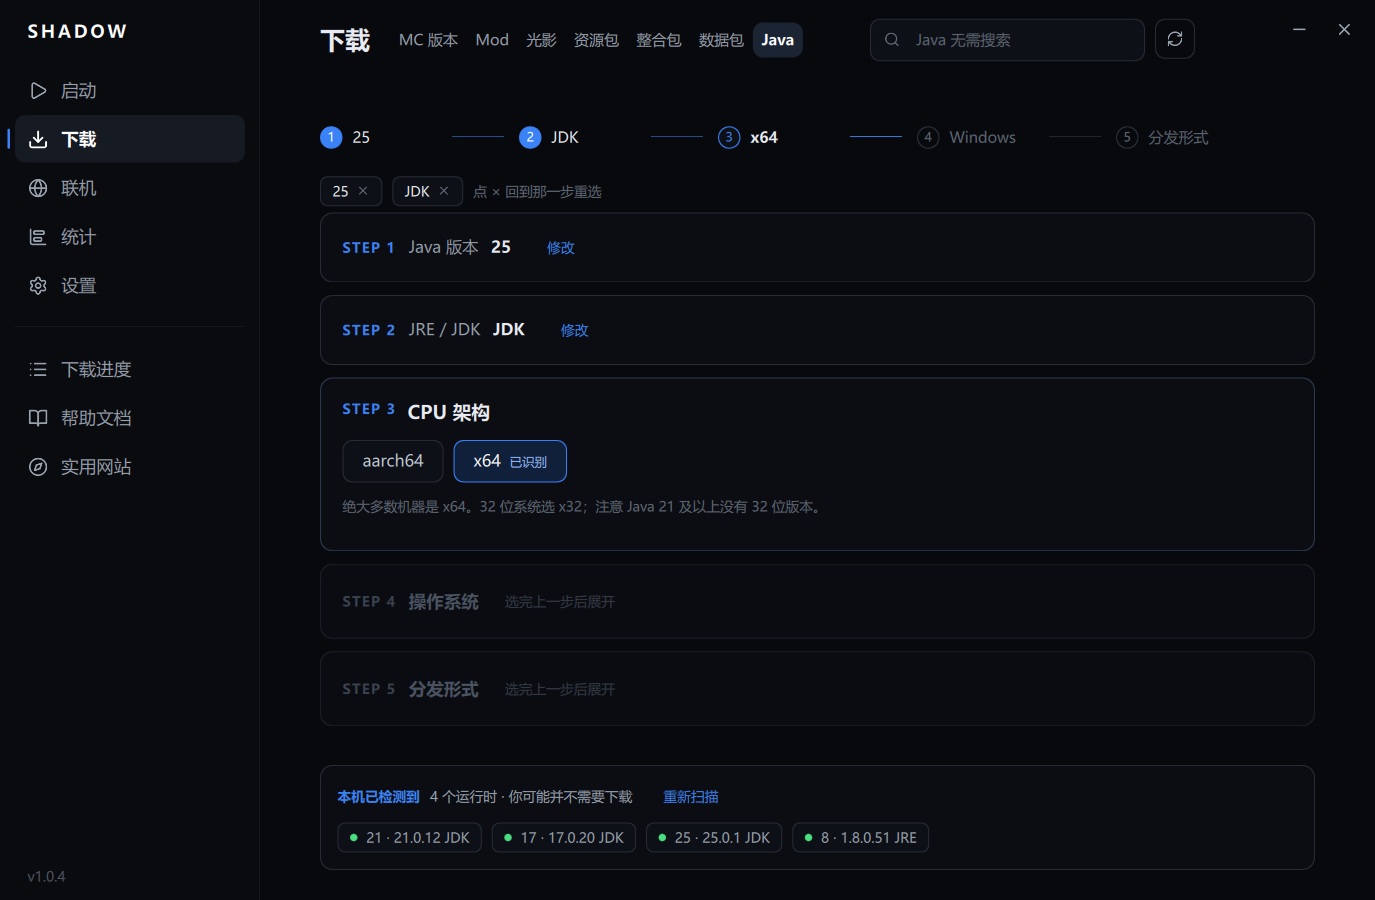 SHADOW
启动
下载
联机
统计
设置
下载进度
帮助文档
实用网站
v1.0.4
下载 MC 版本 Mod 光影 资源包 整合包 数据包 Java
Java 无需搜索
1 25 2 JDK 3 x64 4 Windows 5 分发形式
25 × JDK × 点 × 回到那一步重选
STEP 1 Java 版本 25 修改
STEP 2 JRE / JDK JDK 修改
STEP 3 CPU 架构
aarch64 x64 已识别
绝大多数机器是 x64。32 位系统选 x32；注意 Java 21 及以上没有 32 位版本。
STEP 4 操作系统 选完上一步后展开
STEP 5 分发形式 选完上一步后展开
本机已检测到 4 个运行时 · 你可能并不需要下载 重新扫描
21 · 21.0.12 JDK 17 · 17.0.20 JDK 25 · 25.0.1 JDK 8 · 1.8.0.51 JRE